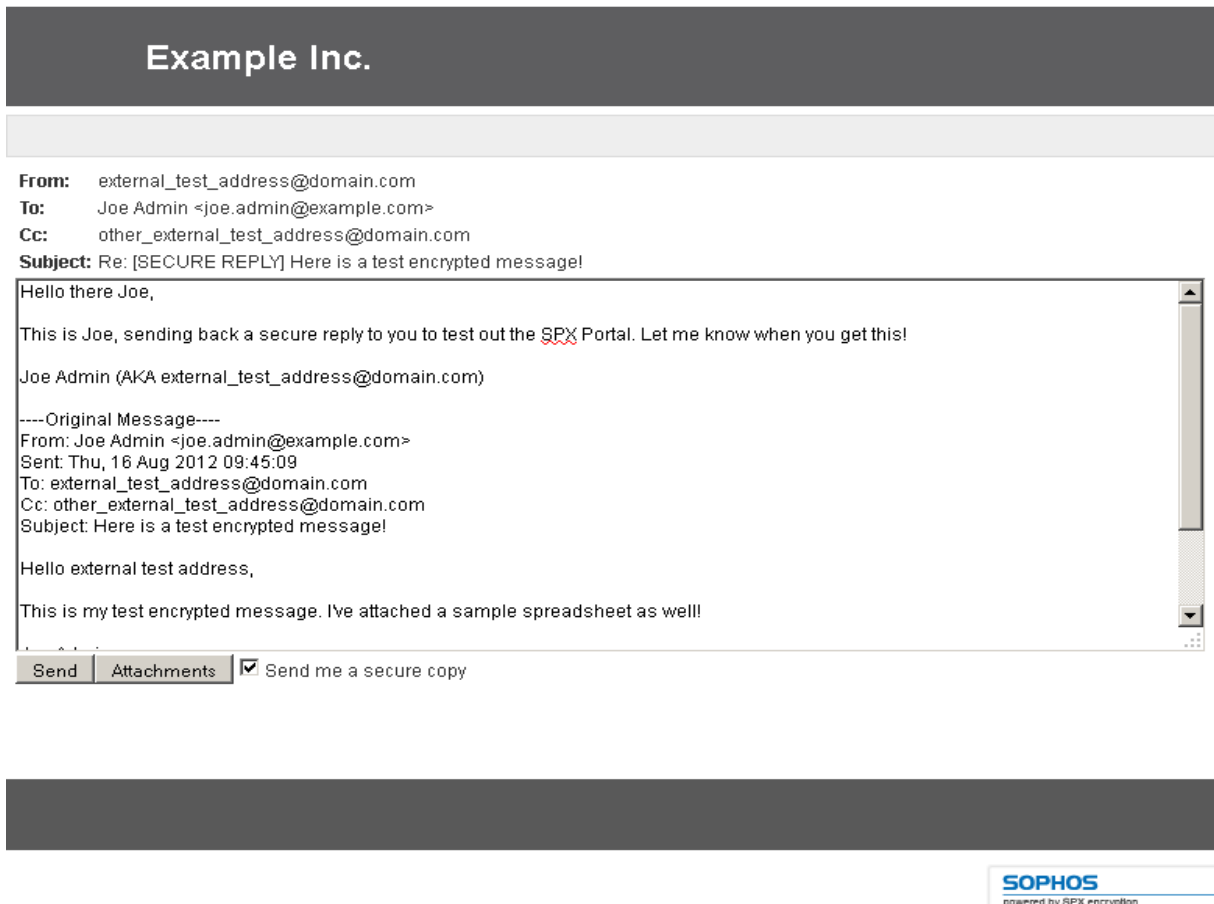 Example Inc.
From: external_test_address@domain.com
To: Joe Admin <joe.admin@example.com>
Cc: other_external_test_address@domain.com
Subject: Re: [SECURE REPLY] Here is a test encrypted message!
Hello there Joe,
This is Joe, sending back a secure reply to you to test out the SPX Portal. Let me know when you get this!
Joe Admin (AKA external_test_address@domain.com)
----Original Message----
From: Joe Admin <joe.admin@example.com>
Sent: Thu, 16 Aug 2012 09:45:09
To: external_test_address@domain.com
Cc: other_external_test_address@domain.com
Subject: Here is a test encrypted message!
Hello external test address,
This is my test encrypted message. I've attached a sample spreadsheet as well!
Send Attachments Send me a secure copy
SOPHOS
powered by SPX encryption